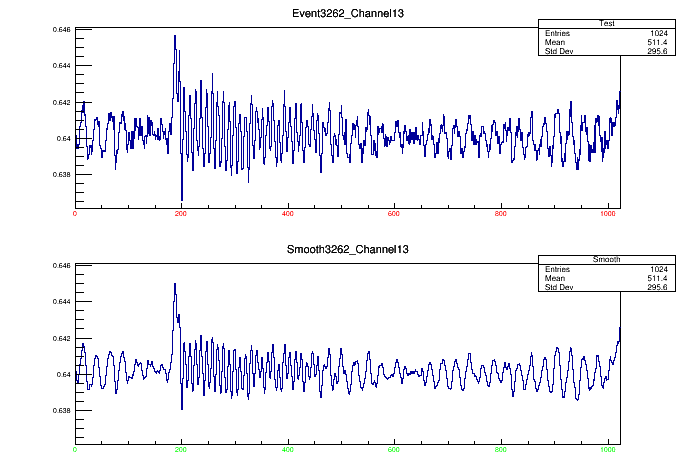 Event3262_Channel13
Test
Entries 1024
Mean 511.4
Std Dev 295.6
0.646
0.644
0.642
0.64
0.638
0 200 400 600 800 1000
Smooth3262_Channel13
Smooth
Entries 1024
Mean 511.4
Std Dev 295.6
0.646
0.644
0.642
0.64
0.638
0 200 400 600 800 1000